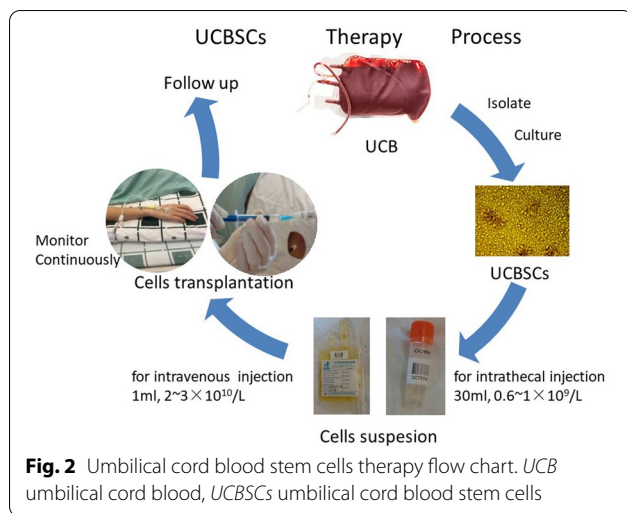 UCBSCs Therapy Process
Follow up
Isolate
Culture
UCB
UCBSCs
Monitor
Continuously
Cells transplantation
for intravenous injection
1ml, 2~3×10¹⁰/L
for intrathecal injection
30ml, 0.6~1×10⁹/L
Cells suspesion
Fig. 2 Umbilical cord blood stem cells therapy flow chart. UCB
umbilical cord blood, UCBSCs umbilical cord blood stem cells